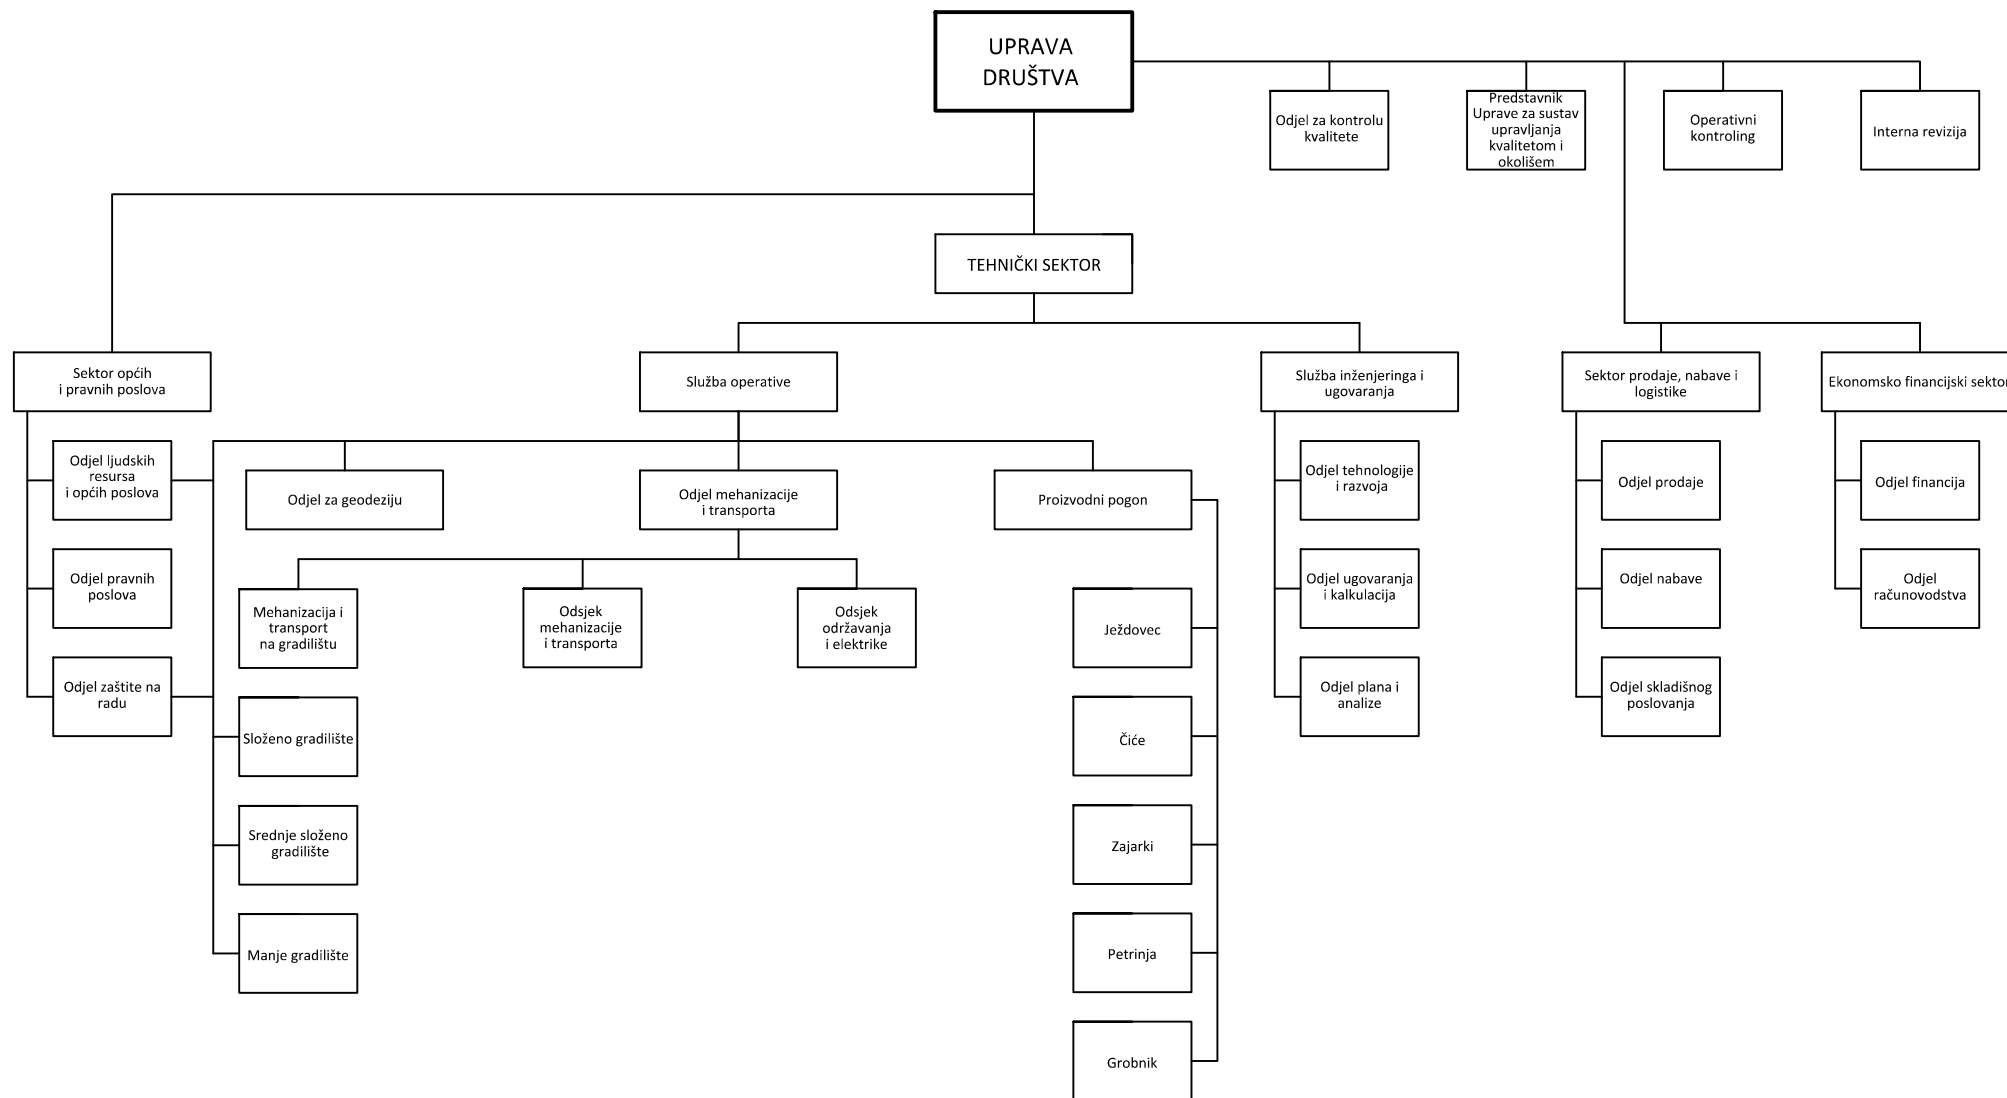 UPRAVA
DRUŠTVA
Odjel za kontrolu
kvalitete
Predstavnik
Uprave za sustav
upravljanja
kvalitetom i
okolišem
Operativni
kontroling
Interna revizija
TEHNIČKI SEKTOR
Sektor općih
i pravnih poslova
Služba operative
Služba inženjeringa i
ugovaranja
Sektor prodaje, nabave i
logistike
Ekonomsko financijski sektor
Odjel ljudskih
resursa
i općih poslova
Odjel pravnih
poslova
Odjel zaštite na
radu
Odjel za geodeziju
Odjel mehanizacije
i transporta
Proizvodni pogon
Mehanizacija i
transport
na gradilištu
Odsjek
mehanizacije
i transporta
Odsjek
održavanja
i elektrike
Složeno gradilište
Srednje složeno
gradilište
Manje gradilište
Ježdovec
Čiće
Zajarki
Petrinja
Grobnik
Odjel tehnologije
i razvoja
Odjel ugovaranja
i kalkulacija
Odjel plana i
analize
Odjel prodaje
Odjel nabave
Odjel skladišnog
poslovanja
Odjel financija
Odjel
računovodstva